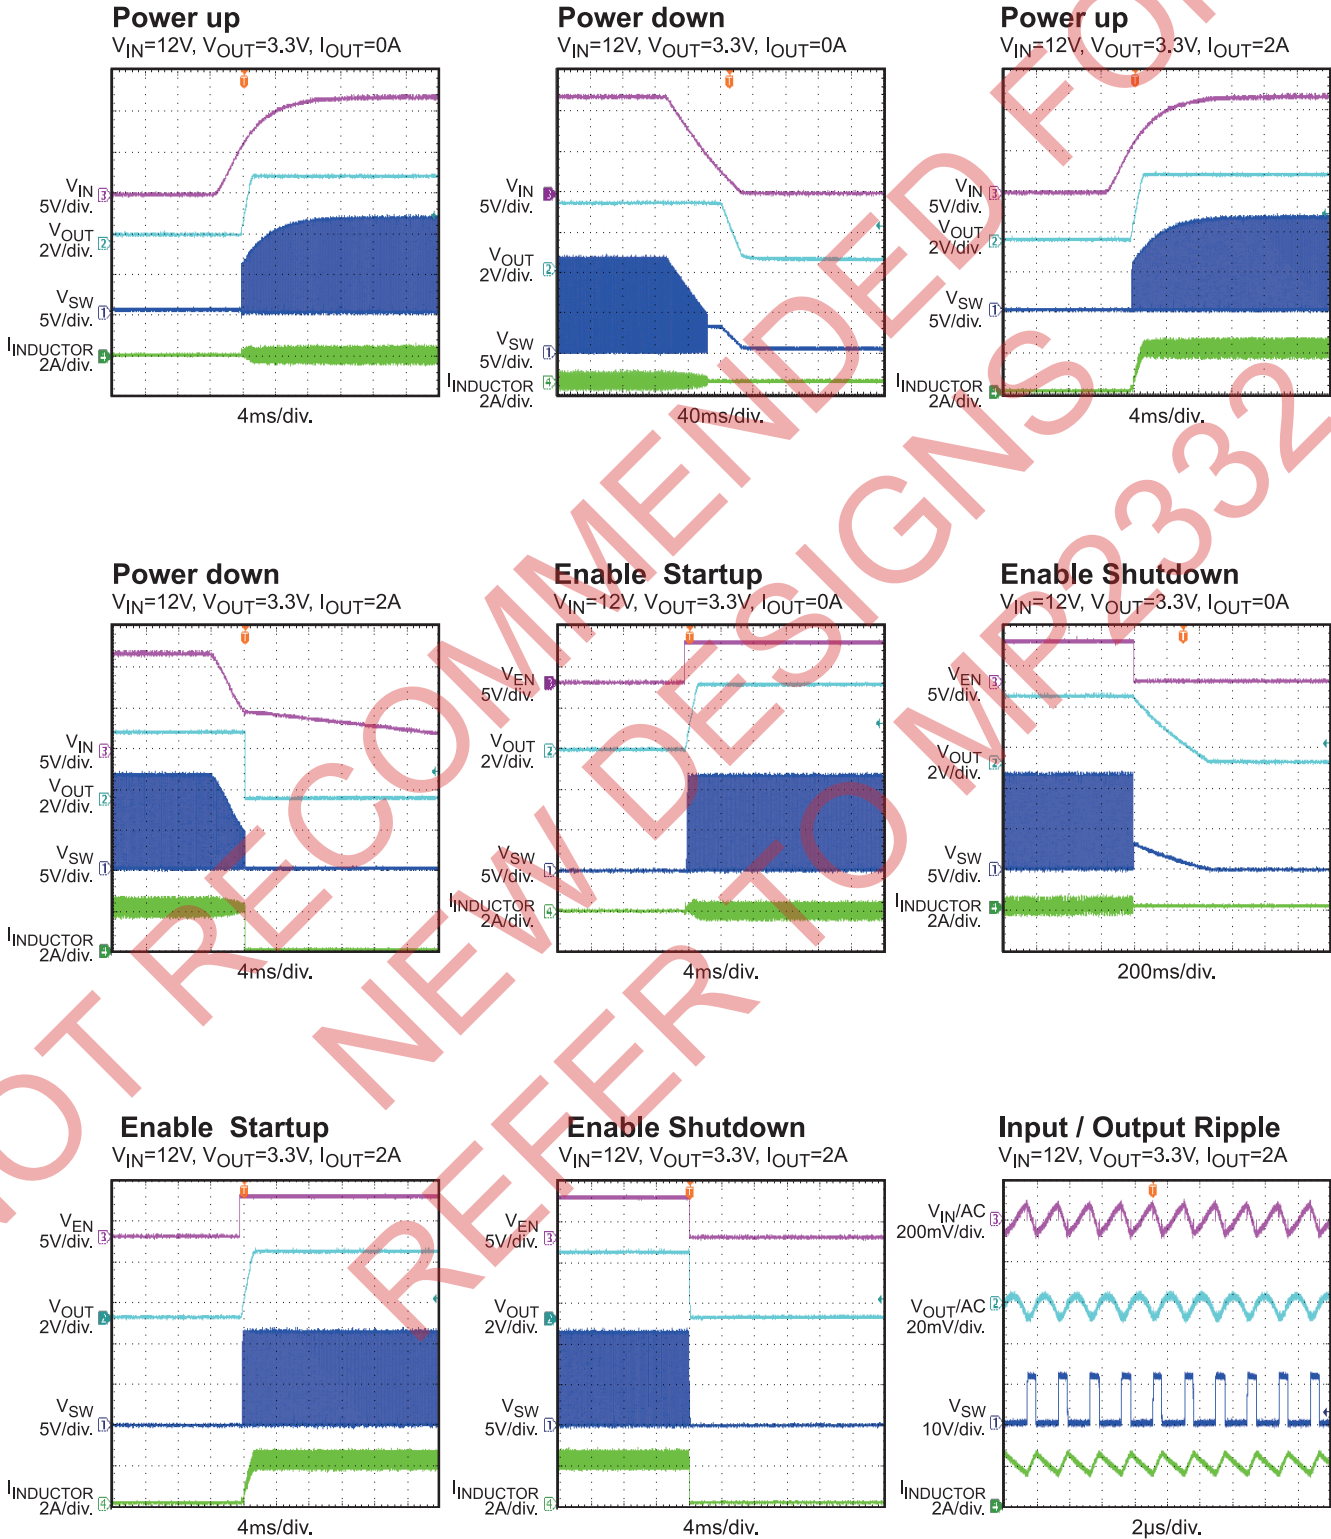 Power up
VIN=12V, VOUT=3.3V, IOUT=0A
VIN
5V/div.
VOUT
2V/div.
VSW
5V/div.
IINDUCTOR
2A/div.
4ms/div.
Power down
VIN=12V, VOUT=3.3V, IOUT=0A
VIN
5V/div.
VOUT
2V/div.
VSW
5V/div.
IINDUCTOR
2A/div.
40ms/div.
Power up
VIN=12V, VOUT=3.3V, IOUT=2A
VIN
5V/div.
VOUT
2V/div.
VSW
5V/div.
IINDUCTOR
2A/div.
4ms/div.
Power down
VIN=12V, VOUT=3.3V, IOUT=2A
VIN
5V/div.
VOUT
2V/div.
VSW
5V/div.
IINDUCTOR
2A/div.
4ms/div.
Enable Startup
VIN=12V, VOUT=3.3V, IOUT=0A
VEN
5V/div.
VOUT
2V/div.
VSW
5V/div.
IINDUCTOR
2A/div.
4ms/div.
Enable Shutdown
VIN=12V, VOUT=3.3V, IOUT=0A
VEN
5V/div.
VOUT
2V/div.
VSW
5V/div.
IINDUCTOR
2A/div.
200ms/div.
Enable Startup
VIN=12V, VOUT=3.3V, IOUT=2A
VEN
5V/div.
VOUT
2V/div.
VSW
5V/div.
IINDUCTOR
2A/div.
4ms/div.
Enable Shutdown
VIN=12V, VOUT=3.3V, IOUT=2A
VEN
5V/div.
VOUT
2V/div.
VSW
5V/div.
IINDUCTOR
2A/div.
4ms/div.
Input / Output Ripple
VIN=12V, VOUT=3.3V, IOUT=2A
VIN/AC
200mV/div.
VOUT/AC
20mV/div.
VSW
10V/div.
IINDUCTOR
2A/div.
2µs/div.
NOT RECOMMENDED FOR
NEW DESIGNS
REFER TO MP2332